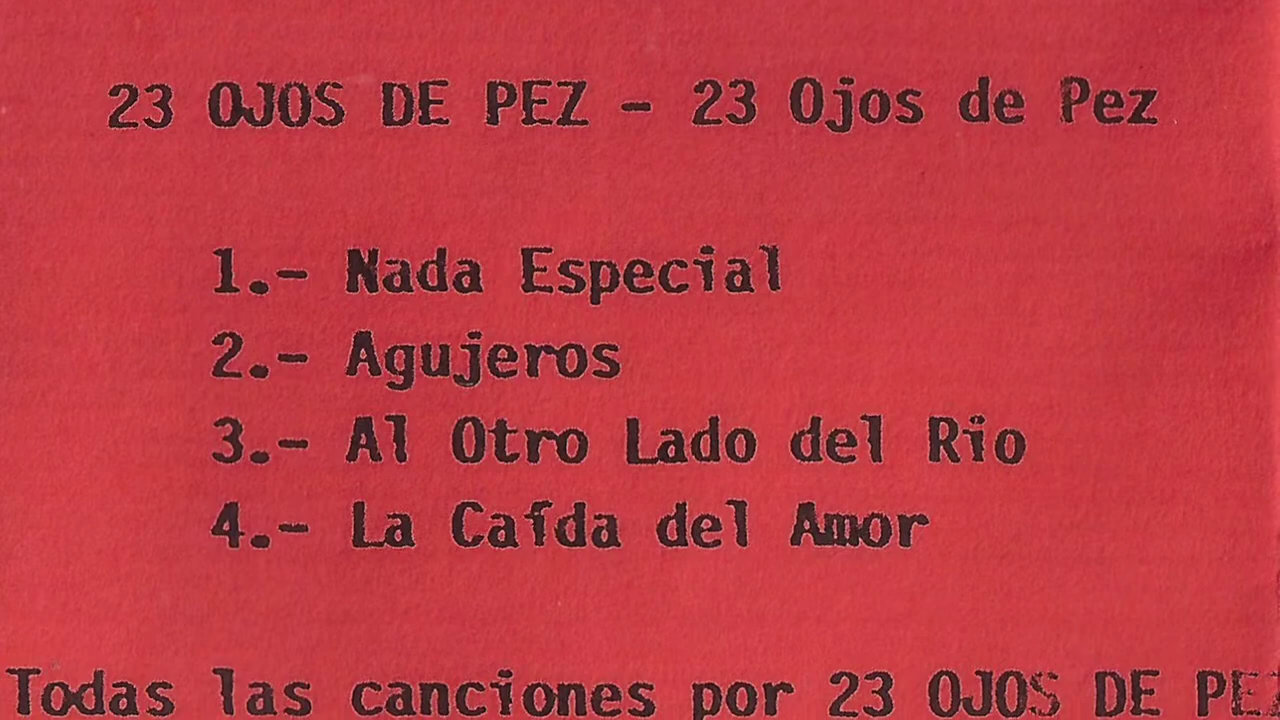 23 OJOS DE PEZ - 23 Ojos de Pez
1.- Nada Especial
2.- Agujeros
3.- Al Otro Lado del Rio
4.- La Caída del Amor
Todas las canciones por 23 OJOS DE PEZ